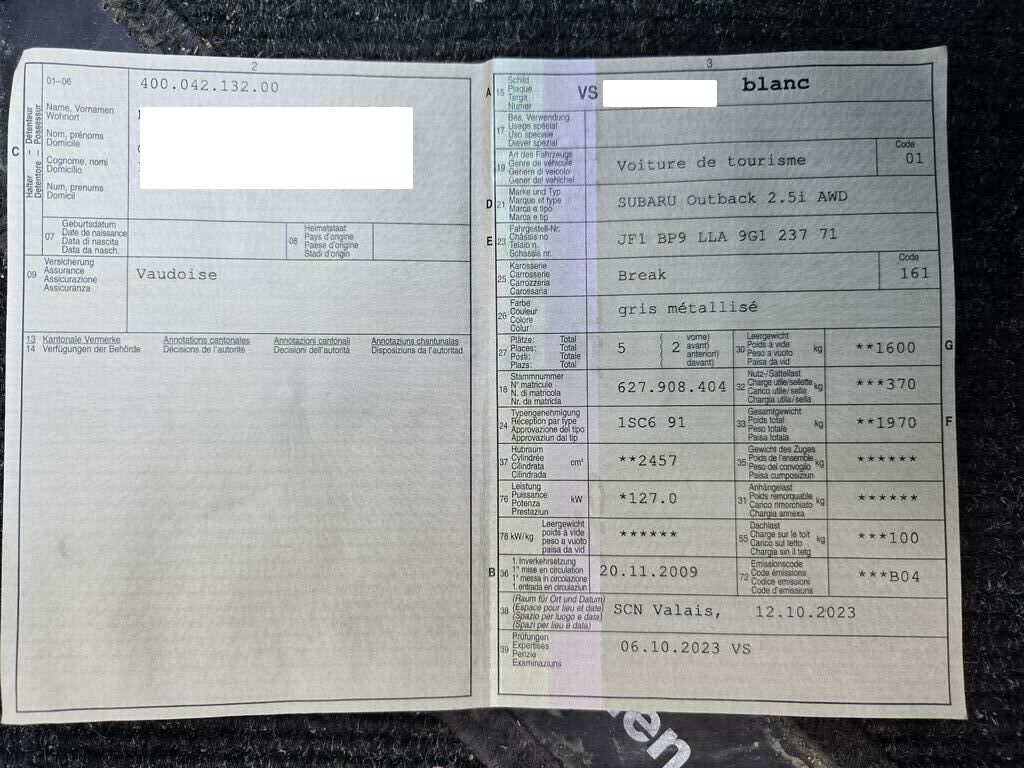 2
01-06
400.042.132.00
C
Halter – Détenteur
Detentore – Possessur
Name, Vornamen
Wohnort
Nom, prénoms
Domicile
Cognome, nomi
Domicilio
Num, prenums
Domicil
07
Geburtsdatum
Date de naissance
Data di nascita
Data da nasch.
08
Heimatstaat
Pays d'origine
Paese d'origine
Stadi d'origin
09
Versicherung
Assurance
Assicurazione
Assicuranza
Vaudoise
13 Kantonale Vermerke Annotations cantonales Annotazioni cantonali Annotaziuns chantunalas
14 Verfügungen der Behörde Décisions de l'autorité Decisioni dell'autorità Disposiziuns da l'autoritad
3
A 15
Schild
Plaque
Targa
Numer
VS blanc
17
Bes. Verwendung
Usage spécial
Uso speciale
Diever spezial
19
Art des Fahrzeugs
Genre de véhicule
Genere di veicolo
Gener dal vehichel
Voiture de tourisme
Code
01
D 21
Marke und Typ
Marque et type
Marca e tipo
Marca e tip
SUBARU Outback 2.5i AWD
E 23
Fahrgestell-Nr.
Châssis no
Telaio n.
Schassis nr.
JF1 BP9 LLA 9G1 237 71
25
Karosserie
Carrosserie
Carrozzeria
Carossaria
Break
Code
161
26
Farbe
Couleur
Colore
Colur
gris métallisé
27
Plätze: Total
Places: Total
Posti: Totale
Plazs: Total
5 ( 2 vorne)
avant)
anteriori)
davant)
30
Leergewicht
Poids à vide
Peso a vuoto
Paisa da vid
kg
**1600
G
18
Stammnummer
N° matricule
N. di matricola
Nr. da matricla
627.908.404
32
Nutz-/Sattellast
Charge utile/sellette
Carico utile/sella
Chargia utila/sella
kg
***370
24
Typengenehmigung
Réception par type
Approvazione del tipo
Approvaziun dal tip
1SC6 91
33
Gesamtgewicht
Poids total
Peso totale
Paisa totala
kg
**1970
F
37
Hubraum
Cylindrée
Cilindrata
Cilindrada
cm³
**2457
35
Gewicht des Zuges
Poids de l'ensemble
Peso del convoglio
Paisa cumposiziun
kg
******
76
Leistung
Puissance
Potenza
Prestaziun
kW
*127.0
31
Anhängelast
Poids remorquable
Carico rimorchiato
Chargia annexa
kg
******
78 kW/kg
Leergewicht
poids à vide
peso a vuoto
paisa da vid
******
55
Dachlast
Charge sur le toit
Carico sul tetto
Chargia sin il tetg
kg
***100
B 36
1. Inverkehrsetzung
1re mise en circulation
1a messa in circolazione
1. entrada en circulaziun
20.11.2009
72
Emissionscode
Code émissions
Codice emissioni
Code d'emissiuns
***B04
38
(Raum für Ort und Datum)
(Espace pour lieu et date)
(Spazio per luogo e data)
(Spazi per lieu e data)
SCN Valais, 12.10.2023
39
Prüfungen
Expertises
Perizie
Examinaziuns
06.10.2023 VS
en